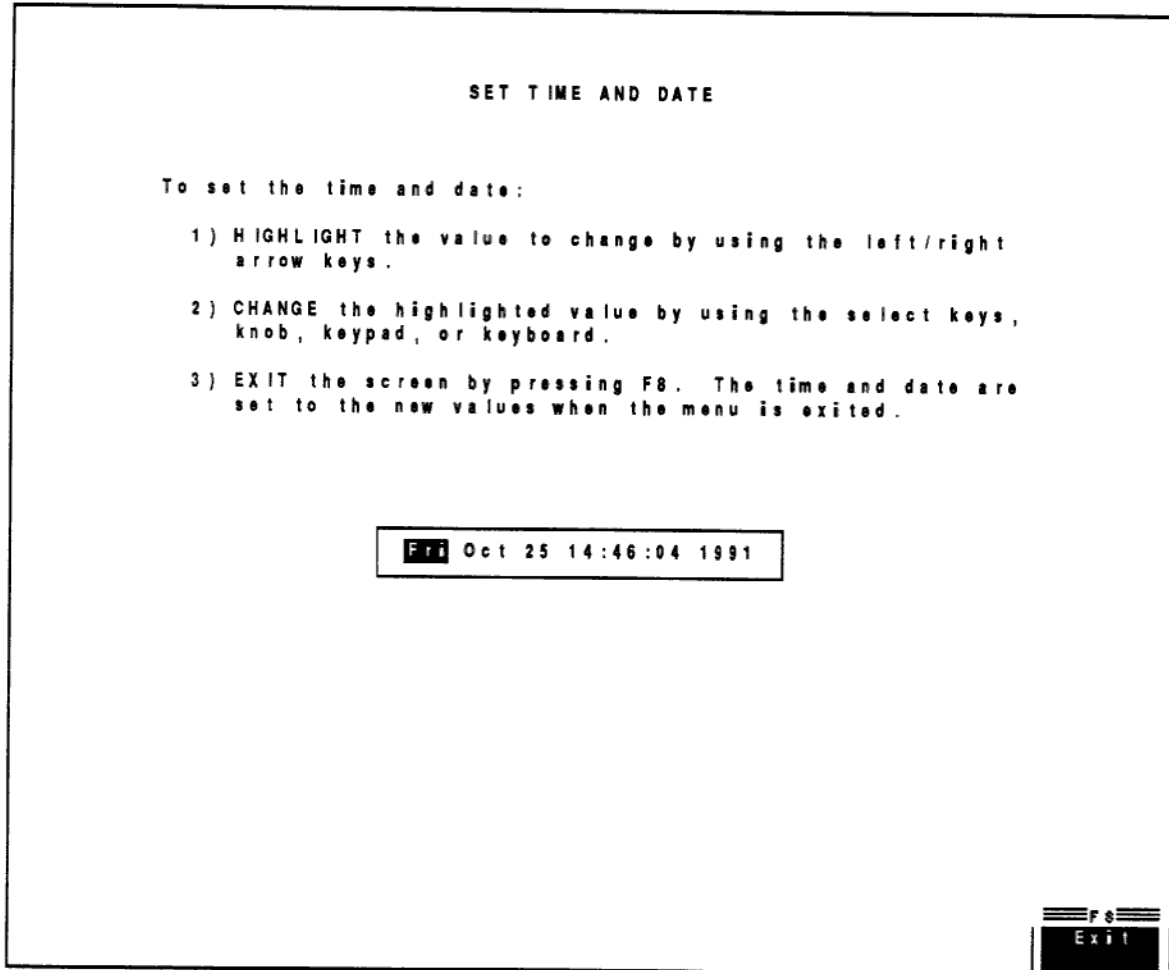 SET TIME AND DATE
To set the time and date:
1) HIGHLIGHT the value to change by using the left/right
arrow keys.
2) CHANGE the highlighted value by using the select keys,
knob, keypad, or keyboard.
3) EXIT the screen by pressing F8. The time and date are
set to the new values when the menu is exited.
Fri Oct 25 14:46:04 1991
F8
Exit